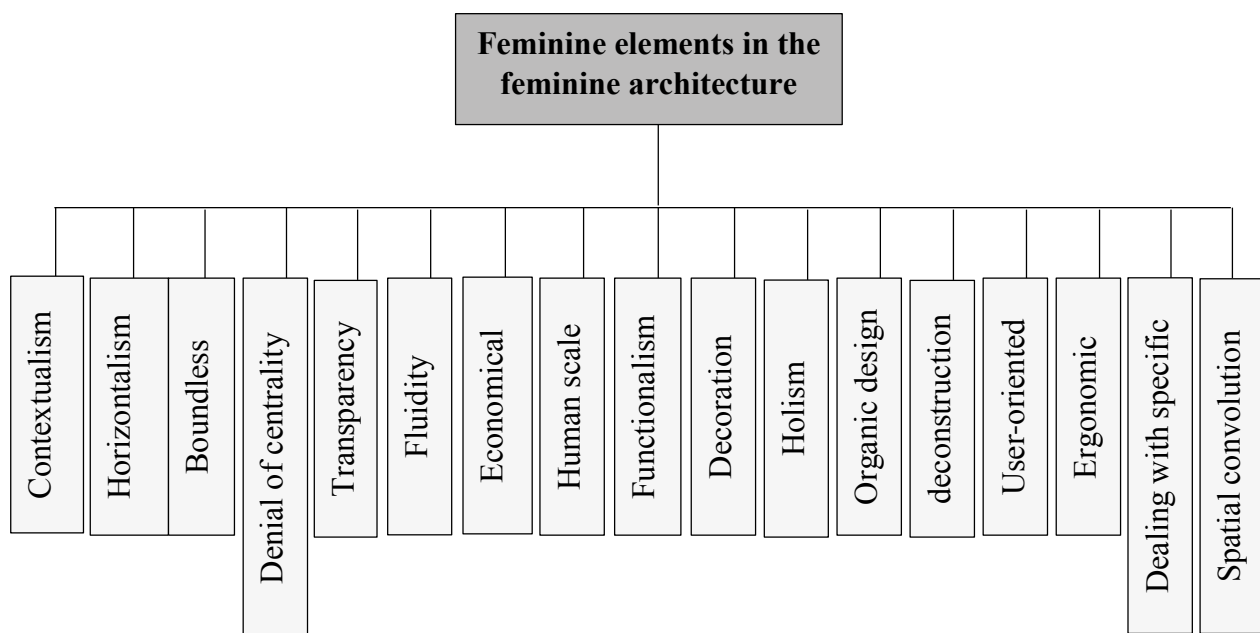 Feminine elements in the
feminine architecture
Contextualism
Horizontalism
Boundless
Denial of centrality
Transparency
Fluidity
Economical
Human scale
Functionalism
Decoration
Holism
Organic design
deconstruction
User-oriented
Ergonomic
Dealing with specific
Spatial convolution